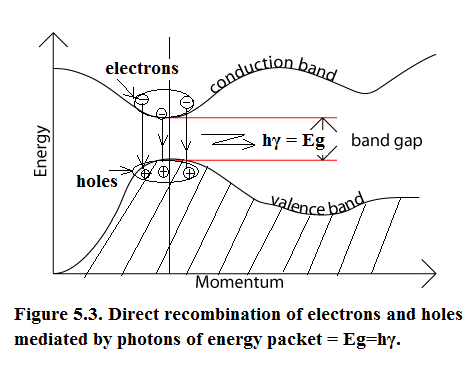 electrons
conduction band
Energy
hγ = Eg
band gap
holes
valence band
Momentum
Figure 5.3. Direct recombination of electrons and holes
mediated by photons of energy packet = Eg=hγ.